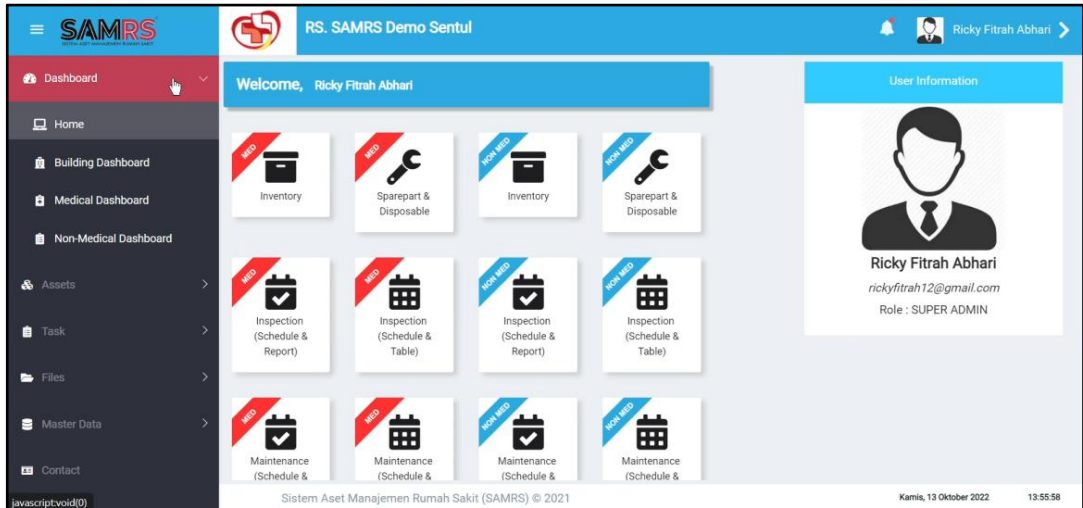 SAMRS
SISTEM ASET MANAJEMEN RUMAH SAKIT
RS. SAMRS Demo Sentul
Ricky Fitrah Abhari
Dashboard
Home
Building Dashboard
Medical Dashboard
Non-Medical Dashboard
Assets
Task
Files
Master Data
Contact
javascript:void(0)
Welcome, Ricky Fitrah Abhari
MED
Inventory
MED
Sparepart &
Disposable
NON MED
Inventory
NON MED
Sparepart &
Disposable
MED
Inspection
(Schedule &
Report)
MED
Inspection
(Schedule &
Table)
NON MED
Inspection
(Schedule &
Report)
NON MED
Inspection
(Schedule &
Table)
MED
Maintenance
(Schedule &
MED
Maintenance
(Schedule &
NON MED
Maintenance
(Schedule &
NON MED
Maintenance
(Schedule &
User Information
Ricky Fitrah Abhari
rickyfitrah12@gmail.com
Role : SUPER ADMIN
Sistem Aset Manajemen Rumah Sakit (SAMRS) © 2021
Kamis, 13 Oktober 2022 13:55:58